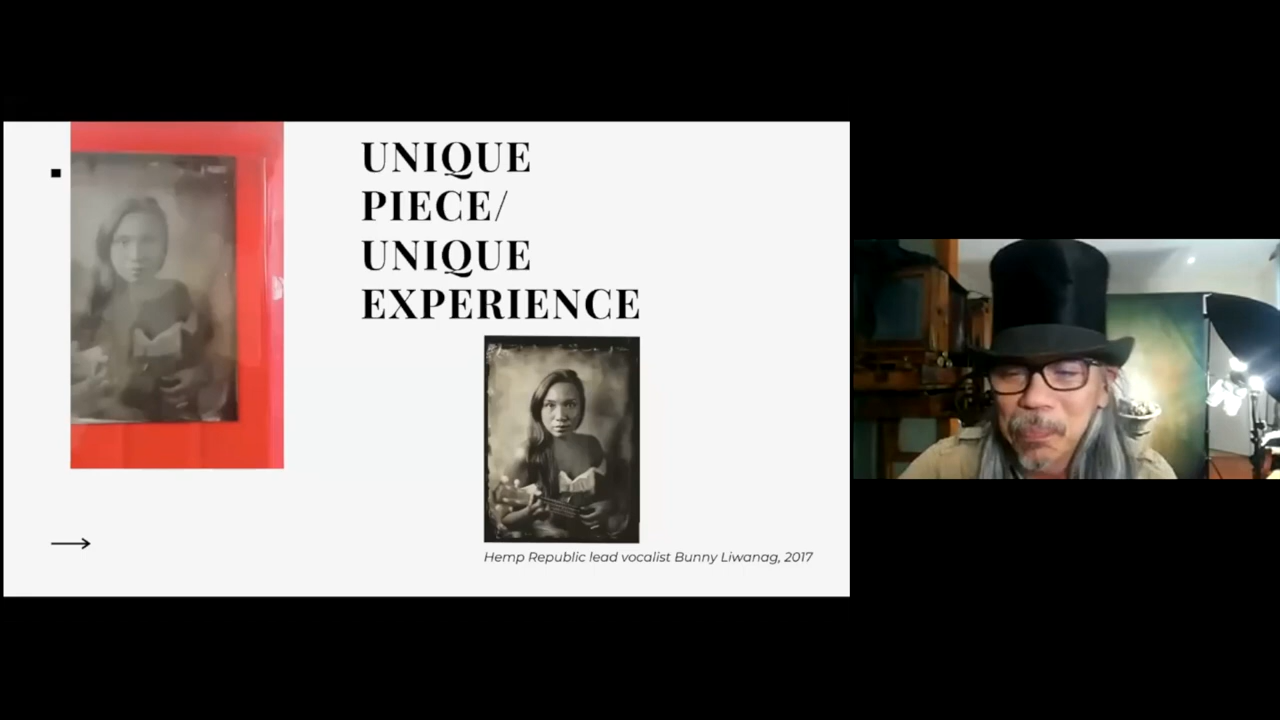 UNIQUE
PIECE/
UNIQUE
EXPERIENCE
Hemp Republic lead vocalist Bunny Liwanag, 2017